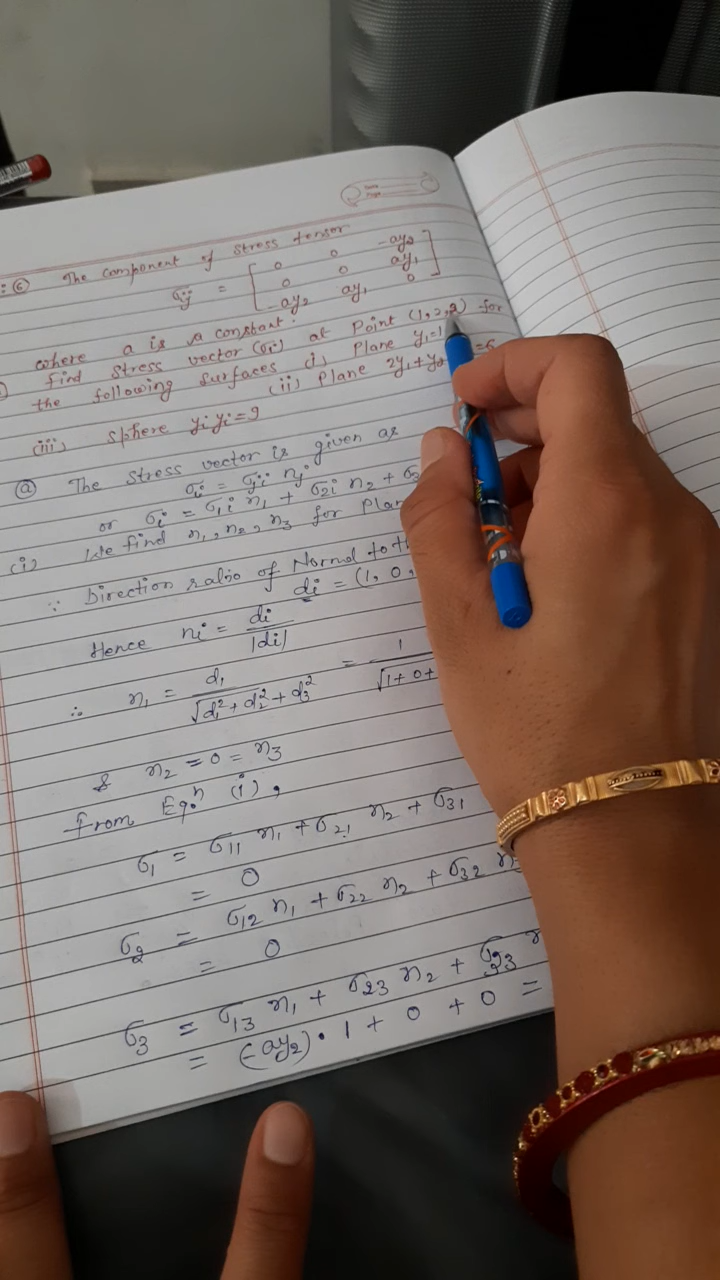 :⑥ The component of stress tensor
σij = [ 0 0 -ay2
0 0 ay1
-ay2 ay1 0 ]
where a is a constant.
Find stress vector (σi) at Point (1,2,2) for
the following surfaces (i) Plane y1=1
(ii) Plane 2y1+y2=6
(iii) sphere yiyi=9
ⓐ The stress vector is given as
σi = σji nj
or σi = σ1i n1 + σ2i n2 + σ3
(i) We find n1, n2, n3 for Plan
∵ Direction ratio of Normal to th
di = (1, 0,
Hence ni = di / |di|
∴ n1 = d1 / √d1²+d2²+d3² = 1 / √1+0+
& n2 = 0 = n3
From Eqⁿ (i),
σ1 = σ11 n1 + σ21 n2 + σ31
= 0
σ2 = σ12 n1 + σ22 n2 + σ32 n3
= 0
σ3 = σ13 n1 + σ23 n2 + σ33 n
= (-ay2)·1 + 0 + 0 =